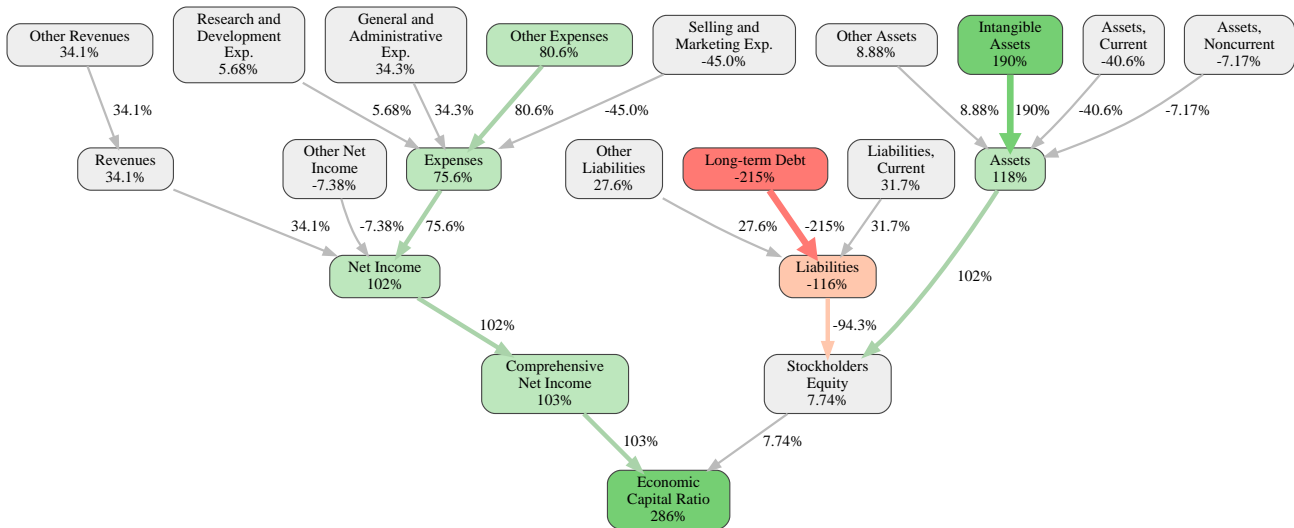 Other Revenues
34.1%
Research and
Development
Exp.
5.68%
General and
Administrative
Exp.
34.3%
Other Expenses
80.6%
Selling and
Marketing Exp.
-45.0%
Other Assets
8.88%
Intangible
Assets
190%
Assets,
Current
-40.6%
Assets,
Noncurrent
-7.17%
34.1%
5.68%
34.3%
80.6%
-45.0%
8.88%
190%
-40.6%
-7.17%
Revenues
34.1%
Other Net
Income
-7.38%
Expenses
75.6%
Other
Liabilities
27.6%
Long-term Debt
-215%
Liabilities,
Current
31.7%
Assets
118%
34.1%
-7.38%
75.6%
27.6%
-215%
31.7%
Net Income
102%
Liabilities
-116%
102%
102%
-94.3%
Comprehensive
Net Income
103%
Stockholders
Equity
7.74%
103%
7.74%
Economic
Capital Ratio
286%